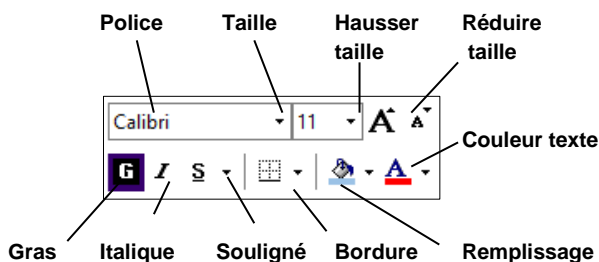 Police Taille Hausser taille Réduire taille
Calibri 11 A A
Couleur texte
G I S A
Gras Italique Souligné Bordure Remplissage